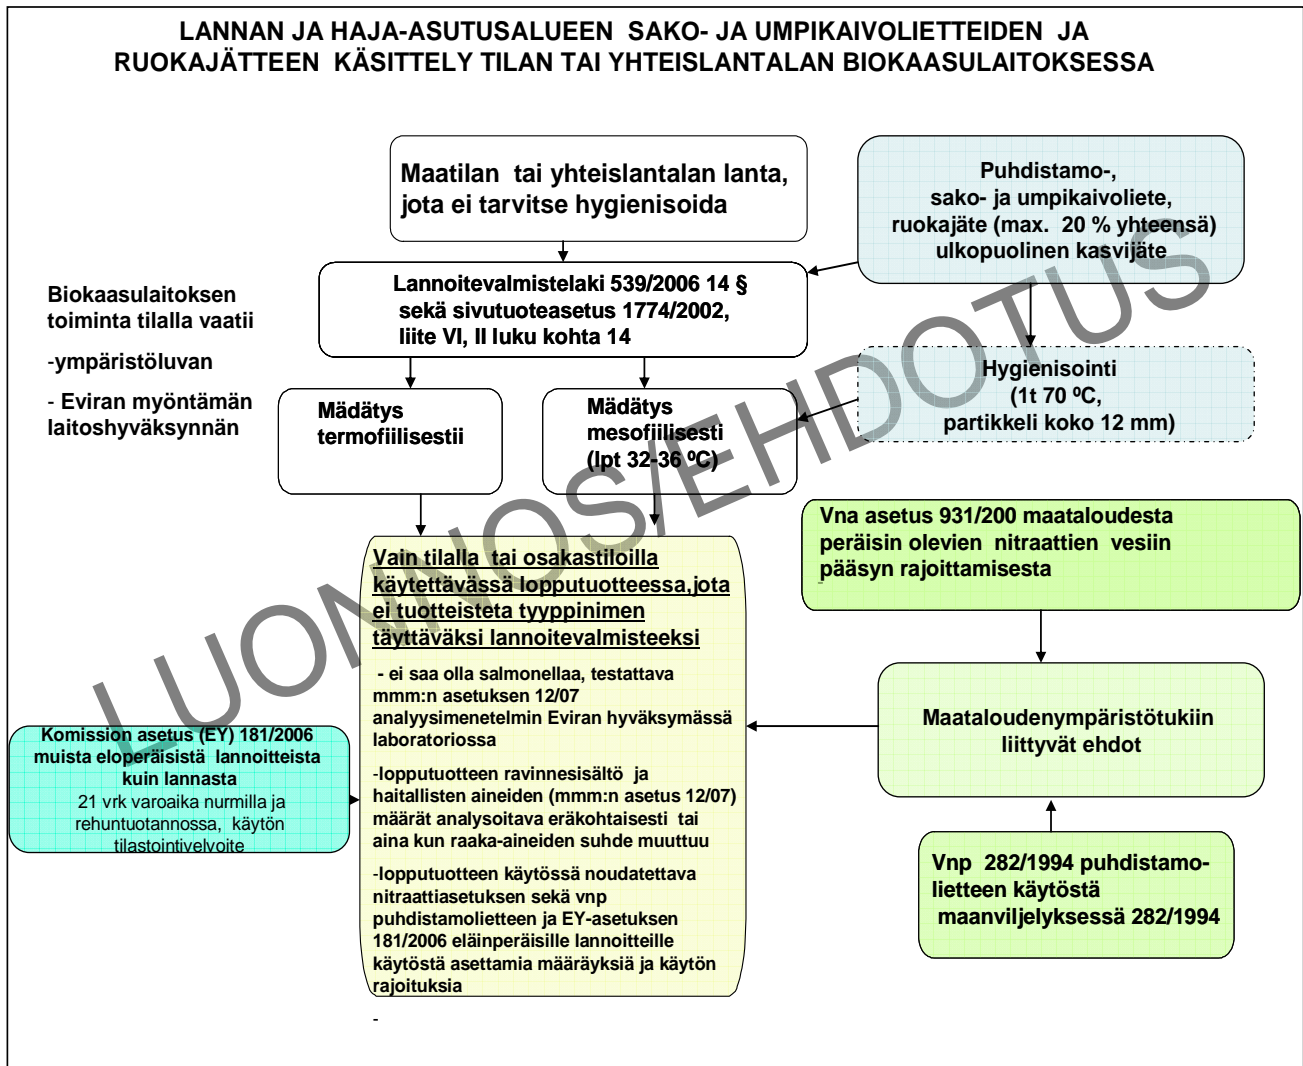 LANNAN JA HAJA-ASUTUSALUEEN SAKO- JA UMPIKAIVOLIETTEIDEN JA
RUOKAJÄTTEEN KÄSITTELY TILAN TAI YHTEISLANTALAN BIOKAASULAITOKSESSA
Maatilan tai yhteislantalan lanta,
jota ei tarvitse hygienisoida
Puhdistamo-,
sako- ja umpikaivoliete,
ruokajäte (max. 20 % yhteensä)
ulkopuolinen kasvijäte
Lannoitevalmistelaki 539/2006 14 §
sekä sivutuoteasetus 1774/2002,
liite VI, II luku kohta 14
Biokaasulaitoksen
toiminta tilalla vaatii
-ympäristöluvan
- Eviran myöntämän
laitoshyväksynnän
Mädätys
termofiilisestii
Mädätys
mesofiilisesti
(lpt 32-36 ºC)
Hygienisointi
(1t 70 ºC,
partikkeli koko 12 mm)
LUONNOS/EHDOTUS
Vna asetus 931/200 maataloudesta
peräisin olevien nitraattien vesiin
pääsyn rajoittamisesta
-
Vain tilalla tai osakastiloilla
käytettävässä lopputuotteessa,jota
ei tuotteisteta tyyppinimen
täyttäväksi lannoitevalmisteeksi
- ei saa olla salmonellaa, testattava
mmm:n asetuksen 12/07
analyysimenetelmin Eviran hyväksymässä
laboratoriossa
-lopputuotteen ravinnesisältö ja
haitallisten aineiden (mmm:n asetus 12/07)
määrät analysoitava eräkohtaisesti tai
aina kun raaka-aineiden suhde muuttuu
-lopputuotteen käytössä noudatettava
nitraattiasetuksen sekä vnp
puhdistamolietteen ja EY-asetuksen
181/2006 eläinperäisille lannoitteille
käytöstä asettamia määräyksiä ja käytön
rajoituksia
-
Maataloudenympäristötukiin
liittyvät ehdot
Komission asetus (EY) 181/2006
muista eloperäisistä lannoitteista
kuin lannasta
21 vrk varoaika nurmilla ja
rehuntuotannossa, käytön
tilastointivelvoite
Vnp 282/1994 puhdistamo-
lietteen käytöstä
maanviljelyksessä 282/1994